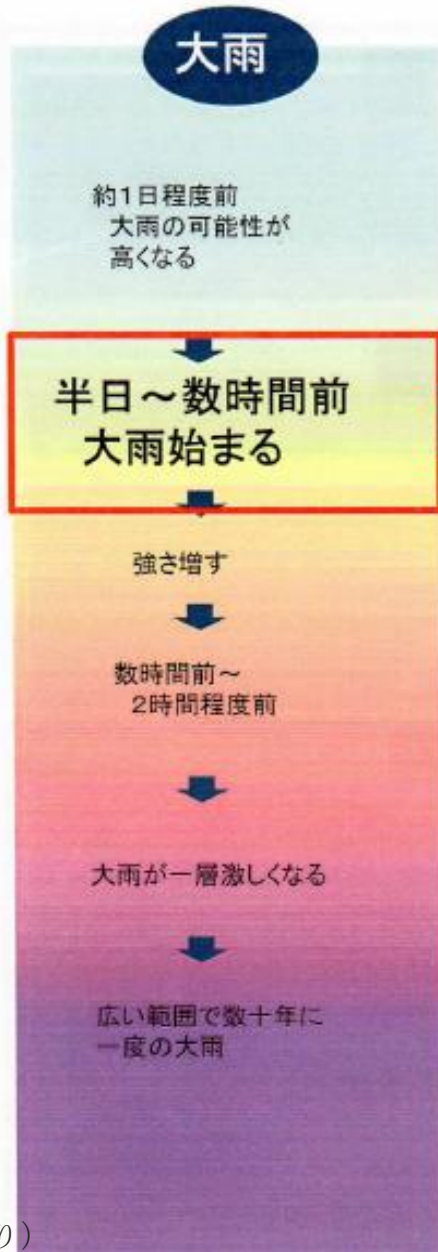 大雨
約1日程度前
大雨の可能性が
高くなる
半日～数時間前
大雨始まる
強さ増す
数時間前～
2時間程度前
大雨が一層激しくなる
広い範囲で数十年に
一度の大雨
)